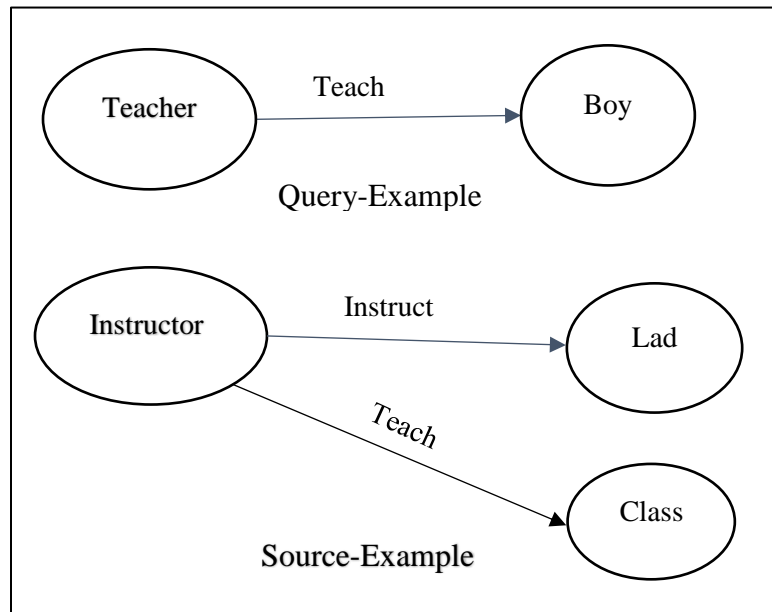 Teach
Teacher
Boy
Query-Example
Instruct
Instructor
Lad
Teach
Class
Source-Example